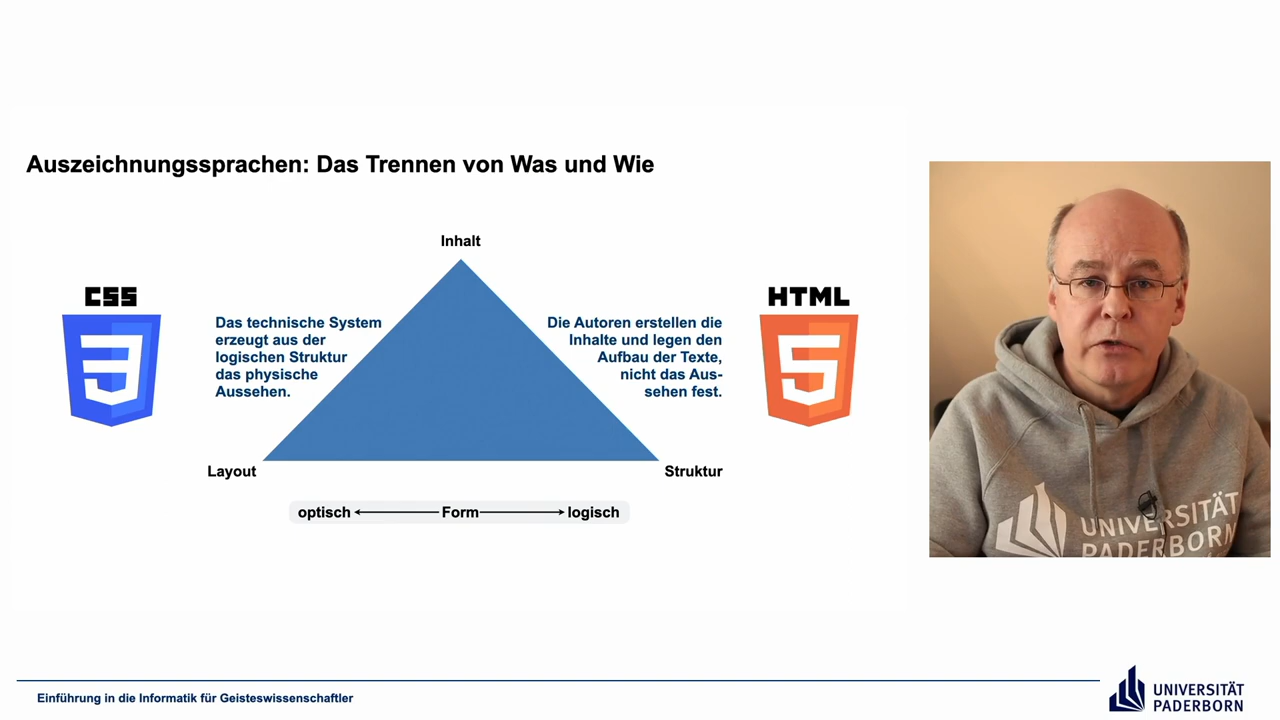 Auszeichnungssprachen: Das Trennen von Was und Wie
Inhalt
CSS
3
Das technische System
erzeugt aus der
logischen Struktur
das physische
Aussehen.
Die Autoren erstellen die
Inhalte und legen den
Aufbau der Texte,
nicht das Aus-
sehen fest.
HTML
5
Layout
Struktur
optisch
Form
logisch
UNIVERSITÄT
PADERBORN
Einführung in die Informatik für Geisteswissenschaftler
UNIVERSITÄT
PADERBORN